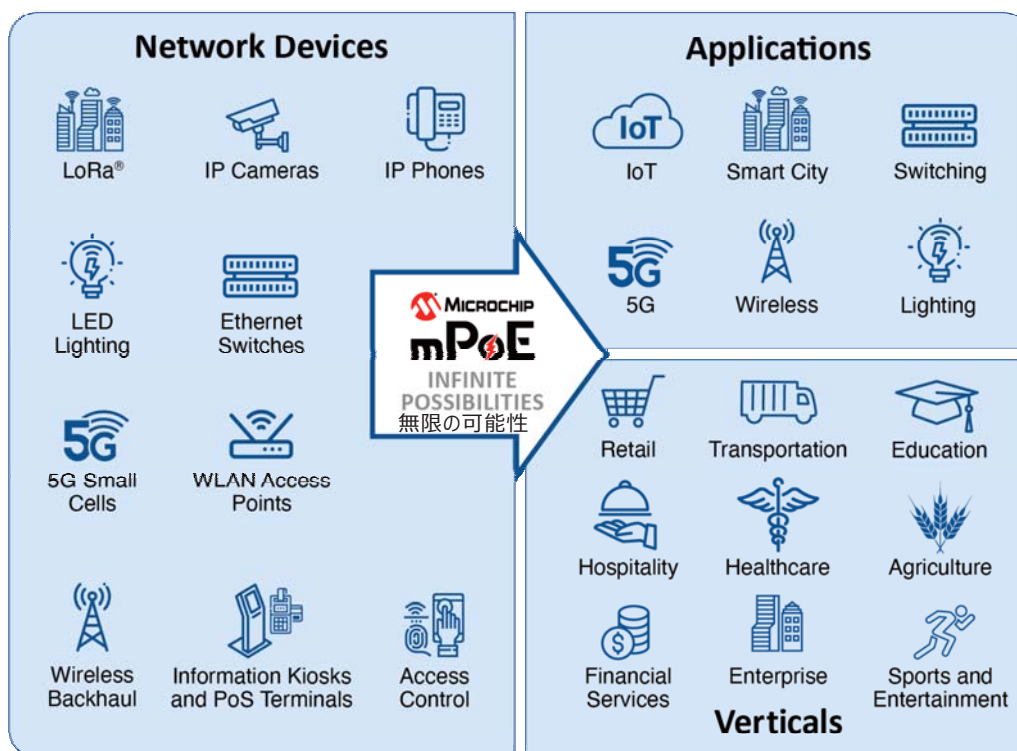 Network Devices
LoRa®
IP Cameras
IP Phones
LED
Lighting
Ethernet
Switches
5G
5G Small
Cells
WLAN Access
Points
Wireless
Backhaul
Information Kiosks
and PoS Terminals
Access
Control
MICROCHIP
mPoE
INFINITE
POSSIBILITIES
無限の可能性
Applications
IoT
IoT
Smart City
Switching
5G
5G
Wireless
Lighting
Retail
Transportation
Education
Hospitality
Healthcare
Agriculture
$
Financial
Services
Enterprise
Sports and
Entertainment
Verticals